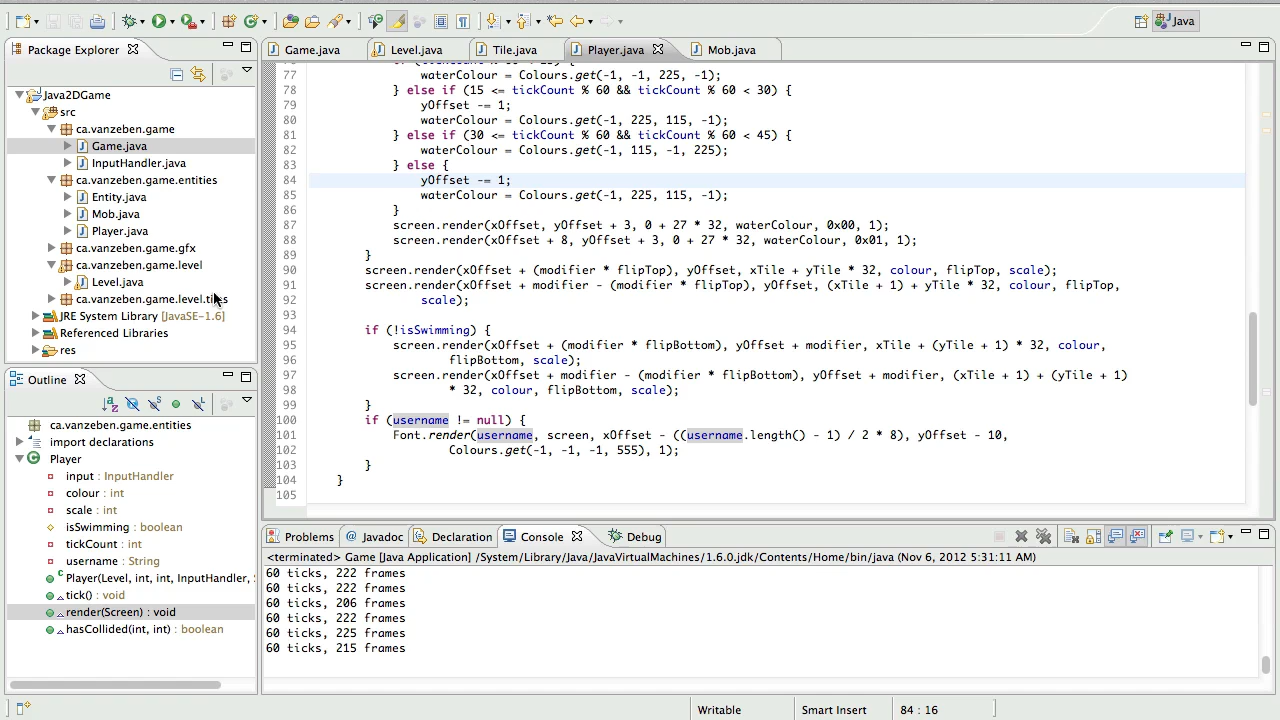 Java
Package Explorer
Java2DGame
src
ca.vanzeben.game
Game.java
InputHandler.java
ca.vanzeben.game.entities
Entity.java
Mob.java
Player.java
ca.vanzeben.game.gfx
ca.vanzeben.game.level
Level.java
ca.vanzeben.game.level.tiles
JRE System Library [JavaSE-1.6]
Referenced Libraries
res
Outline
ca.vanzeben.game.entities
import declarations
Player
input : InputHandler
colour : int
scale : int
isSwimming : boolean
tickCount : int
username : String
Player(Level, int, int, InputHandler, S
tick() : void
render(Screen) : void
hasCollided(int, int) : boolean
Game.java Level.java Tile.java Player.java Mob.java
77 waterColour = Colours.get(-1, -1, 225, -1);
78 } else if (15 <= tickCount % 60 && tickCount % 60 < 30) {
79 yOffset -= 1;
80 waterColour = Colours.get(-1, 225, 115, -1);
81 } else if (30 <= tickCount % 60 && tickCount % 60 < 45) {
82 waterColour = Colours.get(-1, 115, -1, 225);
83 } else {
84 yOffset -= 1;
85 waterColour = Colours.get(-1, 225, 115, -1);
86 }
87 screen.render(xOffset, yOffset + 3, 0 + 27 * 32, waterColour, 0x00, 1);
88 screen.render(xOffset + 8, yOffset + 3, 0 + 27 * 32, waterColour, 0x01, 1);
89 }
90 screen.render(xOffset + (modifier * flipTop), yOffset, xTile + yTile * 32, colour, flipTop, scale);
91 screen.render(xOffset + modifier - (modifier * flipTop), yOffset, (xTile + 1) + yTile * 32, colour, flipTop,
92 scale);
93
94 if (!isSwimming) {
95 screen.render(xOffset + (modifier * flipBottom), yOffset + modifier, xTile + (yTile + 1) * 32, colour,
96 flipBottom, scale);
97 screen.render(xOffset + modifier - (modifier * flipBottom), yOffset + modifier, (xTile + 1) + (yTile + 1)
98 * 32, colour, flipBottom, scale);
99 }
100 if (username != null) {
101 Font.render(username, screen, xOffset - ((username.length() - 1) / 2 * 8), yOffset - 10,
102 Colours.get(-1, -1, -1, 555), 1);
103 }
104 }
105
Problems @ Javadoc Declaration Console Debug
<terminated> Game [Java Application] /System/Library/Java/JavaVirtualMachines/1.6.0.jdk/Contents/Home/bin/java (Nov 6, 2012 5:31:11 AM)
60 ticks, 222 frames
60 ticks, 222 frames
60 ticks, 206 frames
60 ticks, 222 frames
60 ticks, 225 frames
60 ticks, 215 frames
Writable Smart Insert 84 : 16